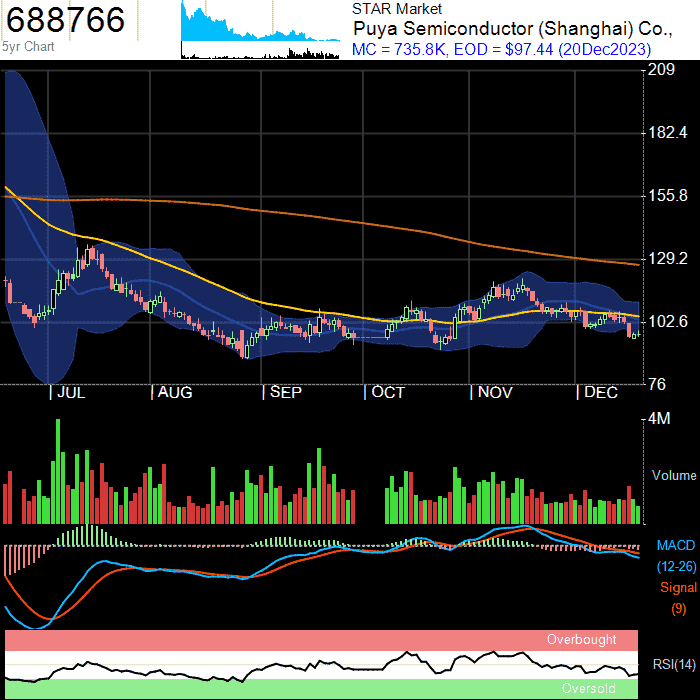 688766
5yr Chart
STAR Market
Puya Semiconductor (Shanghai) Co.,
MC = 735.8K, EOD = $97.44 (20Dec2023)
209
182.4
155.8
129.2
102.6
76
JUL
AUG
SEP
OCT
NOV
DEC
4M
Volume
MACD
(12-26)
Signal
(9)
Overbought
RSI(14)
Oversold